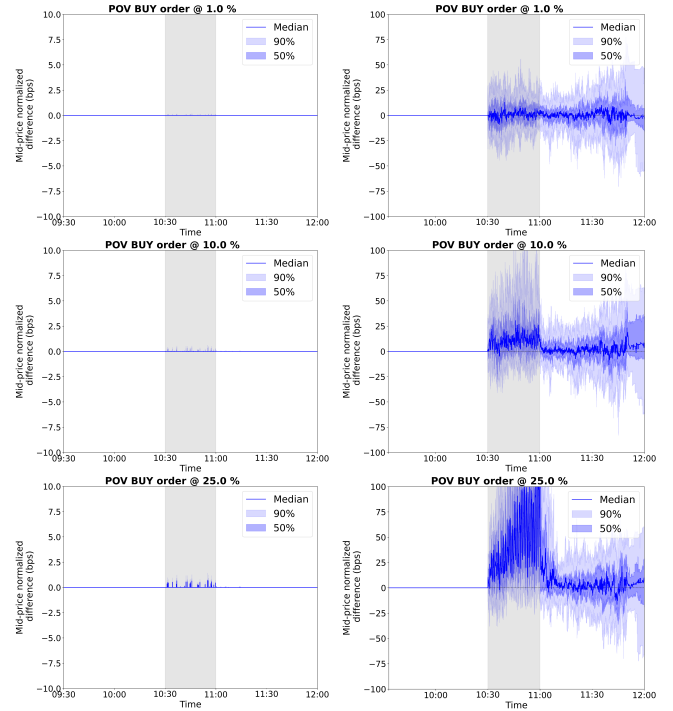 POV BUY order @ 1.0 %
Mid-price normalized
difference (bps)
10.0
7.5
5.0
2.5
0.0
−2.5
−5.0
−7.5
−10.0
Median
90%
50%
09:30 10:00 10:30 11:00 11:30 12:00
Time
POV BUY order @ 1.0 %
Mid-price normalized
difference (bps)
100
75
50
25
0
−25
−50
−75
−100
Median
90%
50%
10:00 10:30 11:00 11:30 12:00
Time
POV BUY order @ 10.0 %
Mid-price normalized
difference (bps)
10.0
7.5
5.0
2.5
0.0
−2.5
−5.0
−7.5
−10.0
Median
90%
50%
09:30 10:00 10:30 11:00 11:30 12:00
Time
POV BUY order @ 10.0 %
Mid-price normalized
difference (bps)
100
75
50
25
0
−25
−50
−75
−100
Median
90%
50%
10:00 10:30 11:00 11:30 12:00
Time
POV BUY order @ 25.0 %
Mid-price normalized
difference (bps)
10.0
7.5
5.0
2.5
0.0
−2.5
−5.0
−7.5
−10.0
Median
90%
50%
09:30 10:00 10:30 11:00 11:30 12:00
Time
POV BUY order @ 25.0 %
Mid-price normalized
difference (bps)
100
75
50
25
0
−25
−50
−75
−100
Median
90%
50%
10:00 10:30 11:00 11:30 12:00
Time